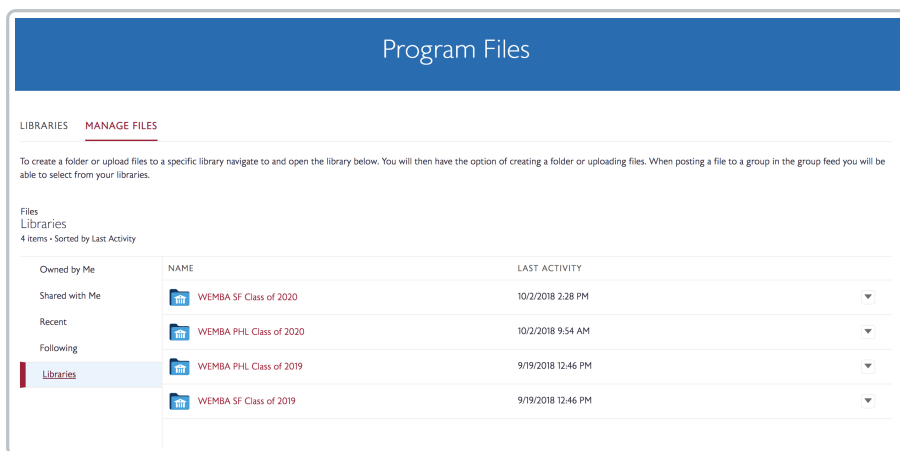 Program Files
LIBRARIES MANAGE FILES
To create a folder or upload files to a specific library navigate to and open the library below. You will then have the option of creating a folder or uploading files. When posting a file to a group in the group feed you will be
able to select from your libraries.
Files
Libraries
4 items • Sorted by Last Activity
Owned by Me
Shared with Me
Recent
Following
Libraries
NAME LAST ACTIVITY
WEMBA SF Class of 2020 10/2/2018 2:28 PM
WEMBA PHL Class of 2020 10/2/2018 9:54 AM
WEMBA PHL Class of 2019 9/19/2018 12:46 PM
WEMBA SF Class of 2019 9/19/2018 12:46 PM